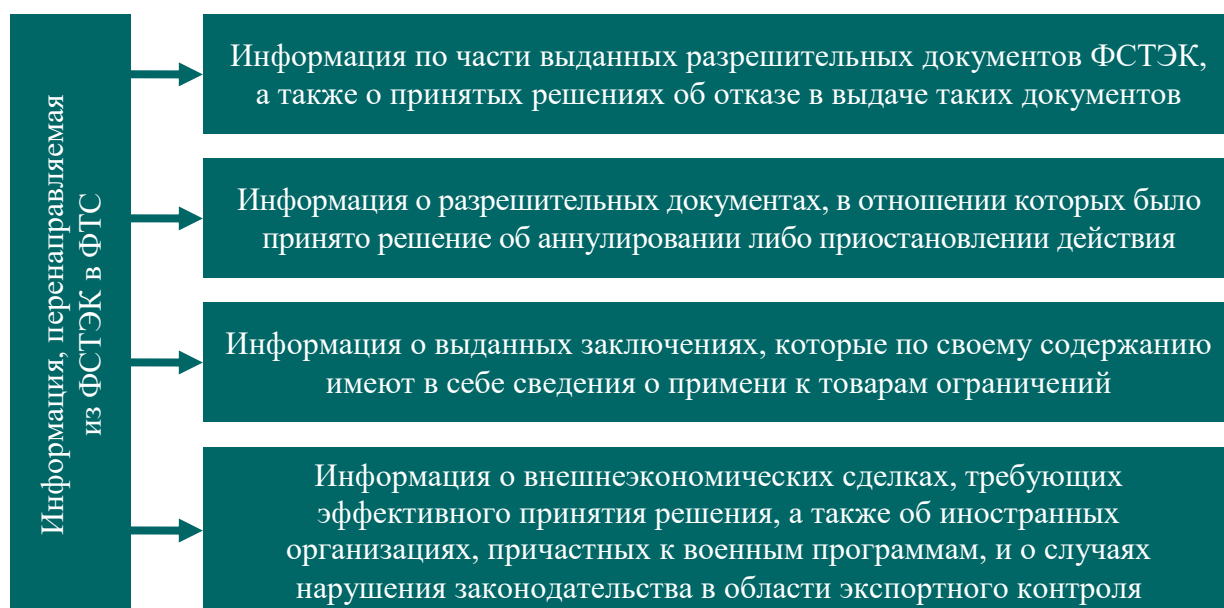 Информация, перенаправляемая
из ФСТЭК в ФТС
Информация по части выданных разрешительных документов ФСТЭК,
а также о принятых решениях об отказе в выдаче таких документов
Информация о разрешительных документах, в отношении которых было
принято решение об аннулировании либо приостановлении действия
Информация о выданных заключениях, которые по своему содержанию
имеют в себе сведения о примени к товарам ограничений
Информация о внешнеэкономических сделках, требующих
эффективного принятия решения, а также об иностранных
организациях, причастных к военным программам, и о случаях
нарушения законодательства в области экспортного контроля